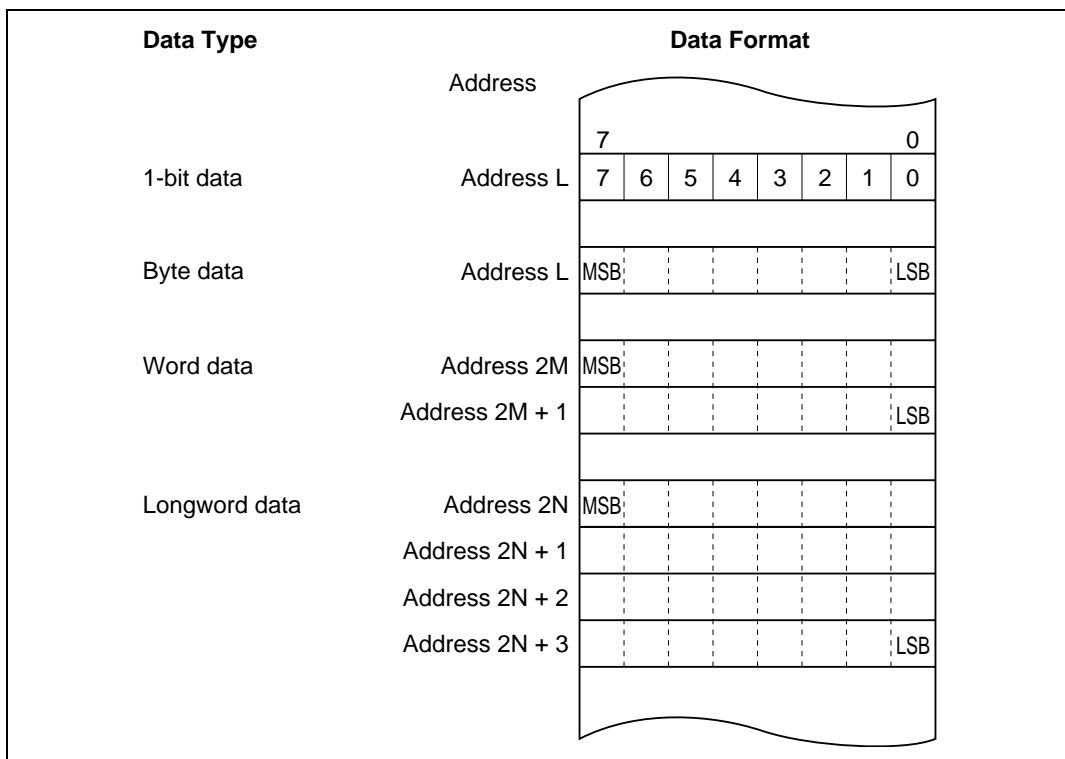 Data Type Data Format
Address
7 0
1-bit data Address L 7 6 5 4 3 2 1 0
Byte data Address L MSB LSB
Word data Address 2M MSB
Address 2M + 1 LSB
Longword data Address 2N MSB
Address 2N + 1
Address 2N + 2
Address 2N + 3 LSB